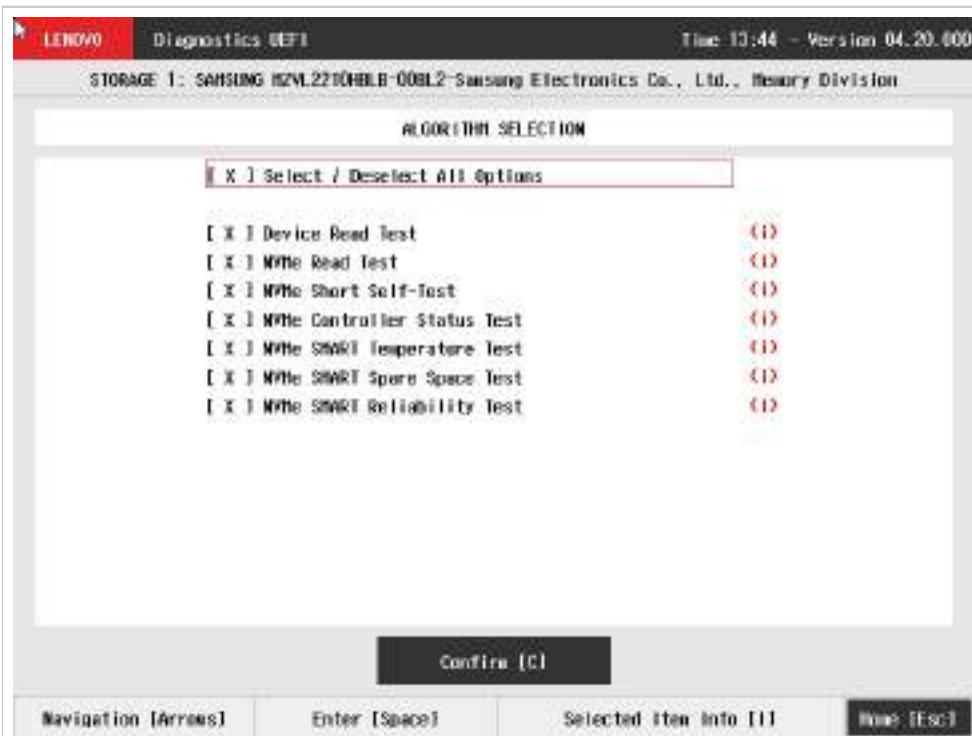 LENOVO Diagnostics UEFI Time 13:44 - Version 04.20.000
STORAGE 1: SAMSUNG Samsung Electronics Co., Ltd., Memory Division
ALGORITHM SELECTION
[ X ] Select / Deselect All Options
[ X ] Device Read Test (i)
[ X ] NVMe Read Test (i)
[ X ] NVMe Short Self-Test (i)
[ X ] NVMe Controller Status Test (i)
[ X ] NVMe SMART Temperature Test (i)
[ X ] NVMe SMART Spare Space Test (i)
[ X ] NVMe SMART Reliability Test (i)
Confirm [C]
Navigation [Arrows] Enter [Space] Selected Item Info [I] Home [Esc]